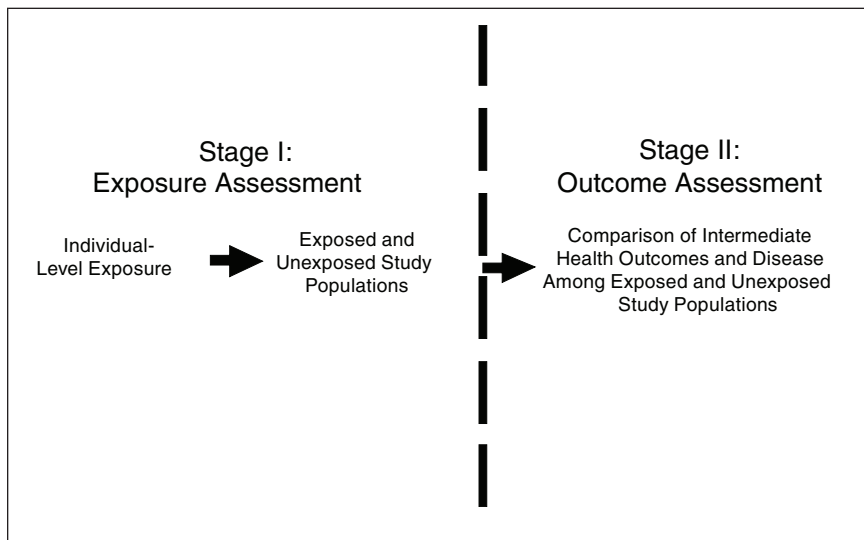 Stage I:
Exposure Assessment
Individual-
Level Exposure
Exposed and
Unexposed Study
Populations
Stage II:
Outcome Assessment
Comparison of Intermediate
Health Outcomes and Disease
Among Exposed and Unexposed
Study Populations